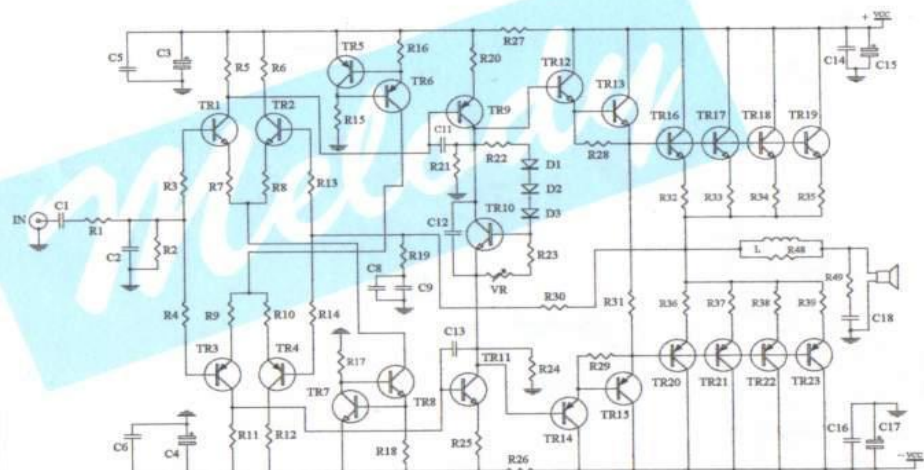 + VCC
C5
C3
R5
R6
TR5
R16
TR6
R20
R27
TR12
TR13
C14
C15
TR1
TR2
R15
TR9
TR16
TR17
TR18
TR19
C11
R22
R28
D1
R3
R7
R8
R13
R21
D2
D3
R32
R33
R34
R35
Melody
IN
C1
R1
C2
R2
C12
TR10
R23
R19
C8
C9
VR
L
R48
R49
R4
R9
R10
R14
R30
R31
R36
R37
R38
R39
C18
TR3
TR4
R17
C13
TR11
R24
R29
TR7
TR8
TR20
TR21
TR22
TR23
TR14
TR15
C6
C4
R11
R12
R18
R25
R26
C16
C17
- VCC